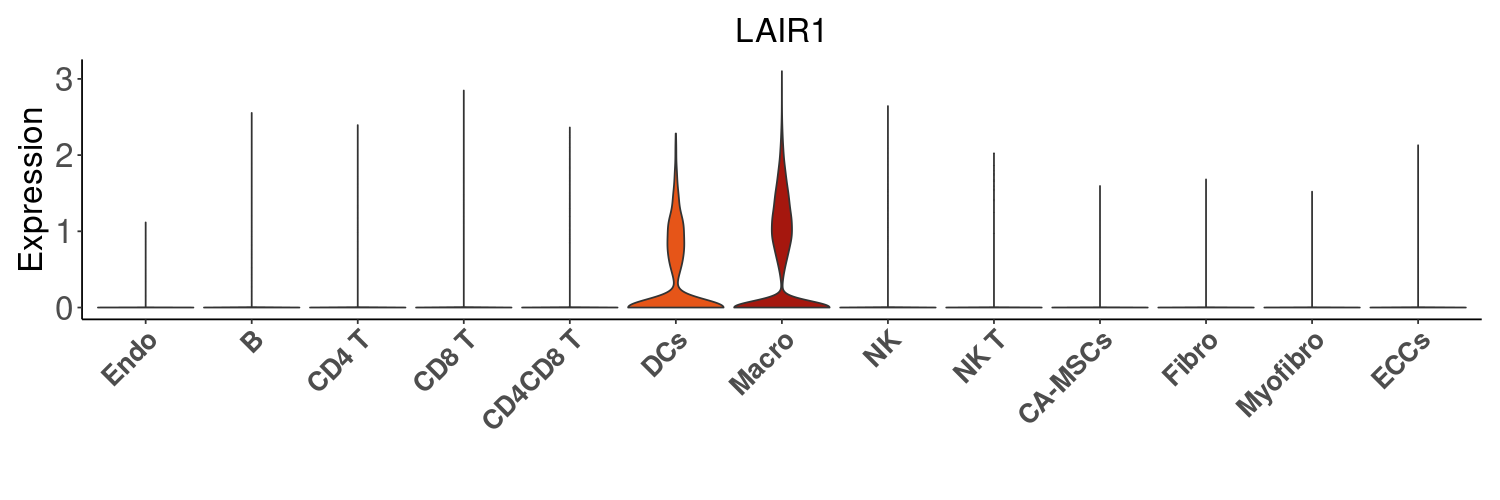 LAIR1
Expression
3
2
1
0
Endo
B
CD4 T
CD8 T
CD4CD8 T
DCs
Macro
NK
NK T
CA-MSCs
Fibro
Myofibro
ECCs